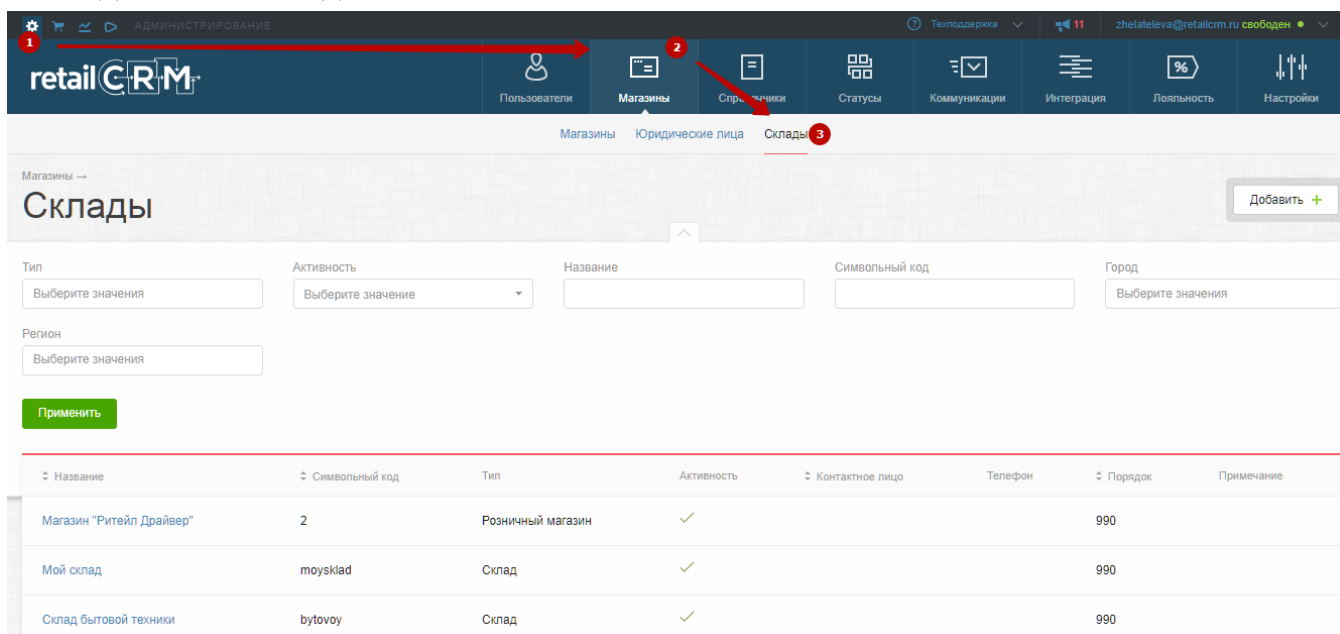 АДМИНИСТРИРОВАНИЕ Техподдержка 11 zhelateleva@retailcrm.ru свободен
1 2
retailCRM
Пользователи Магазины Справочники Статусы Коммуникации Интеграция Лояльность Настройки
Магазины Юридические лица Склады 3
Магазины →
Склады
Добавить +
Тип Активность Название Символьный код Город
Выберите значения Выберите значение Выберите значения
Регион
Выберите значения
Применить
Название Символьный код Тип Активность Контактное лицо Телефон Порядок Примечание
Магазин "Ритейл Драйвер" 2 Розничный магазин 990
Мой склад moysklad Склад 990
Склад бытовой техники bytovoy Склад 990